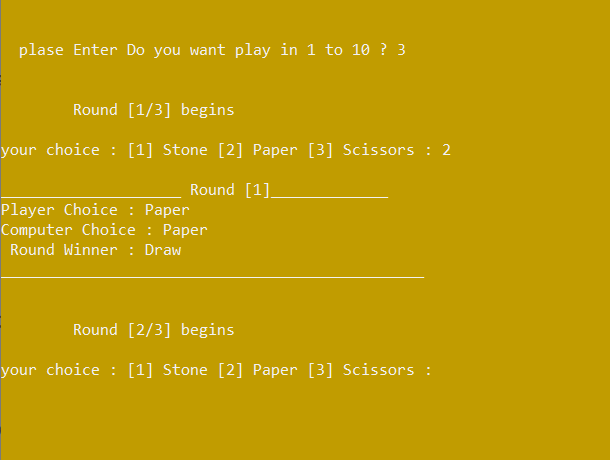 plase Enter Do you want play in 1 to 10 ? 3
Round [1/3] begins
your choice : [1] Stone [2] Paper [3] Scissors : 2
____________________ Round [1]_____________
Player Choice : Paper
Computer Choice : Paper
Round Winner : Draw
_______________________________________________
Round [2/3] begins
your choice : [1] Stone [2] Paper [3] Scissors :